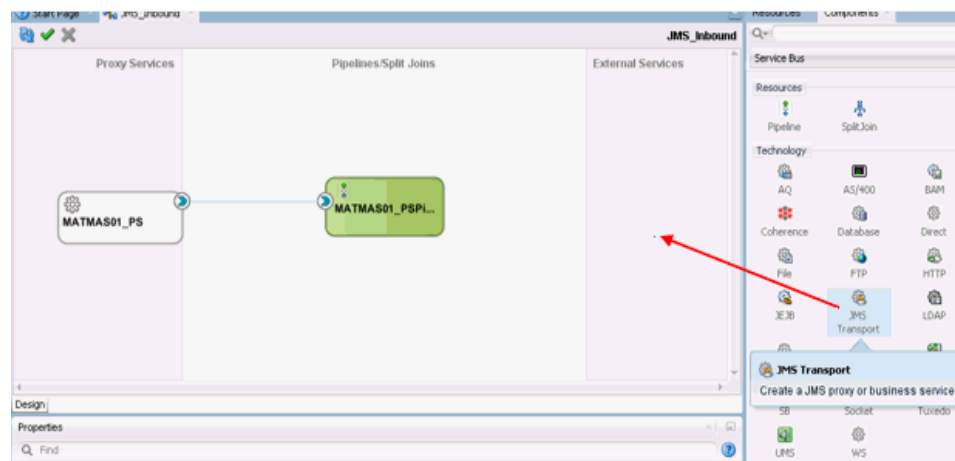 Start Page
JMS_Inbound
Resources
Components
JMS_Inbound
Service Bus
Proxy Services
Pipelines/Split Joins
External Services
Resources
Pipeline
SplitJoin
Technology
AQ
AS/400
BAM
MATMAS01_PS
MATMAS01_PSPi...
Coherence
Database
Direct
File
FTP
HTTP
JEJB
JMS
Transport
LDAP
JMS Transport
Create a JMS proxy or business service
Design
SB
Socket
Tuxedo
Properties
Find
UMS
WS